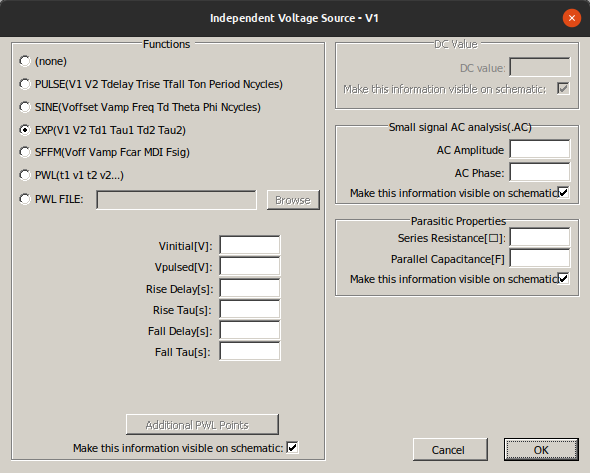 Independent Voltage Source - V1
Functions
(none)
PULSE(V1 V2 Tdelay Trise Tfall Ton Period Ncycles)
SINE(Voffset Vamp Freq Td Theta Phi Ncycles)
EXP(V1 V2 Td1 Tau1 Td2 Tau2)
SFFM(Voff Vamp Fcar MDI Fsig)
PWL(t1 v1 t2 v2...)
PWL FILE:
Browse
Vinitial[V]:
Vpulsed[V]:
Rise Delay[s]:
Rise Tau[s]:
Fall Delay[s]:
Fall Tau[s]:
Additional PWL Points
Make this information visible on schematic:
DC Value
DC value:
Make this information visible on schematic:
Small signal AC analysis(.AC)
AC Amplitude
AC Phase:
Make this information visible on schematic
Parasitic Properties
Series Resistance[□]:
Parallel Capacitance[F]
Make this information visible on schematic
Cancel
OK